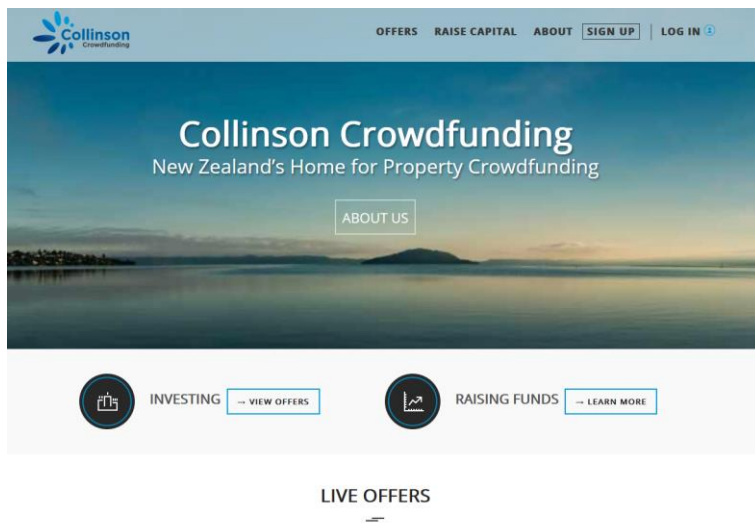 Collinson
Crowdfunding
OFFERS RAISE CAPITAL ABOUT SIGN UP LOG IN
Collinson Crowdfunding
New Zealand's Home for Property Crowdfunding
ABOUT US
INVESTING → VIEW OFFERS RAISING FUNDS → LEARN MORE
LIVE OFFERS